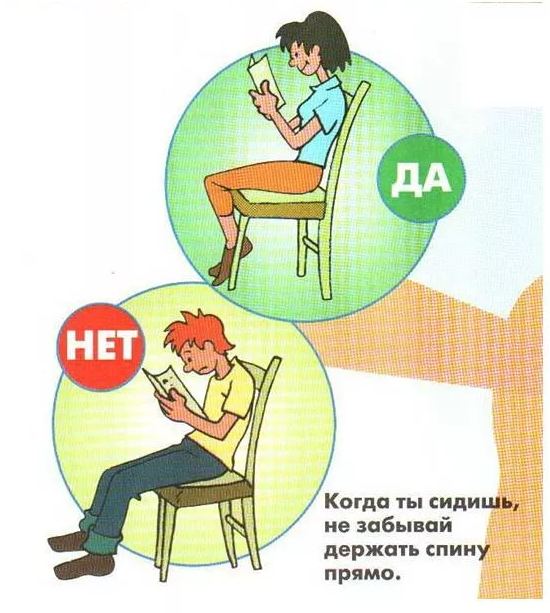 ДА
НЕТ
Когда ты сидишь,
не забывай
держать спину
прямо.